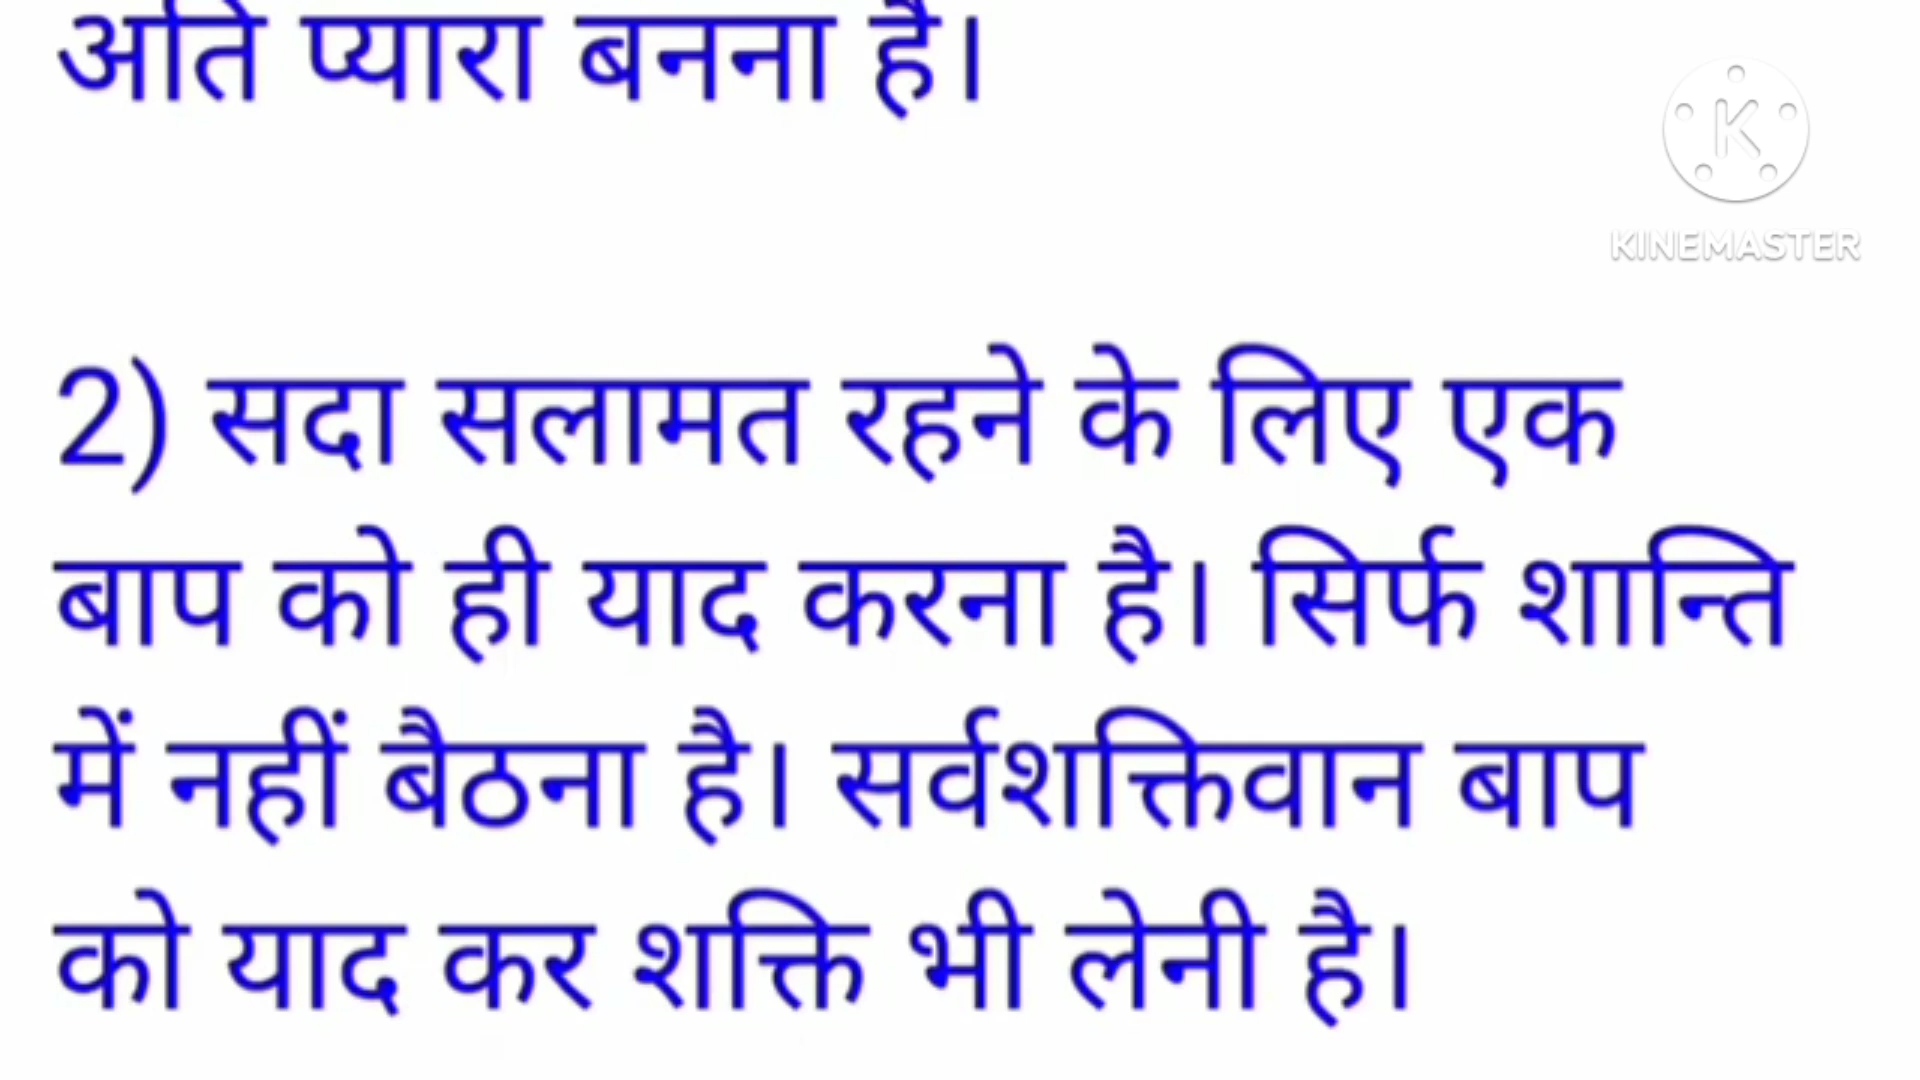 अति प्यारा बनना है।
K
KINEMASTER
2) सदा सलामत रहने के लिए एक
बाप को ही याद करना है। सिर्फ शान्ति
में नहीं बैठना है। सर्वशक्तिवान बाप
को याद कर शक्ति भी लेनी है।